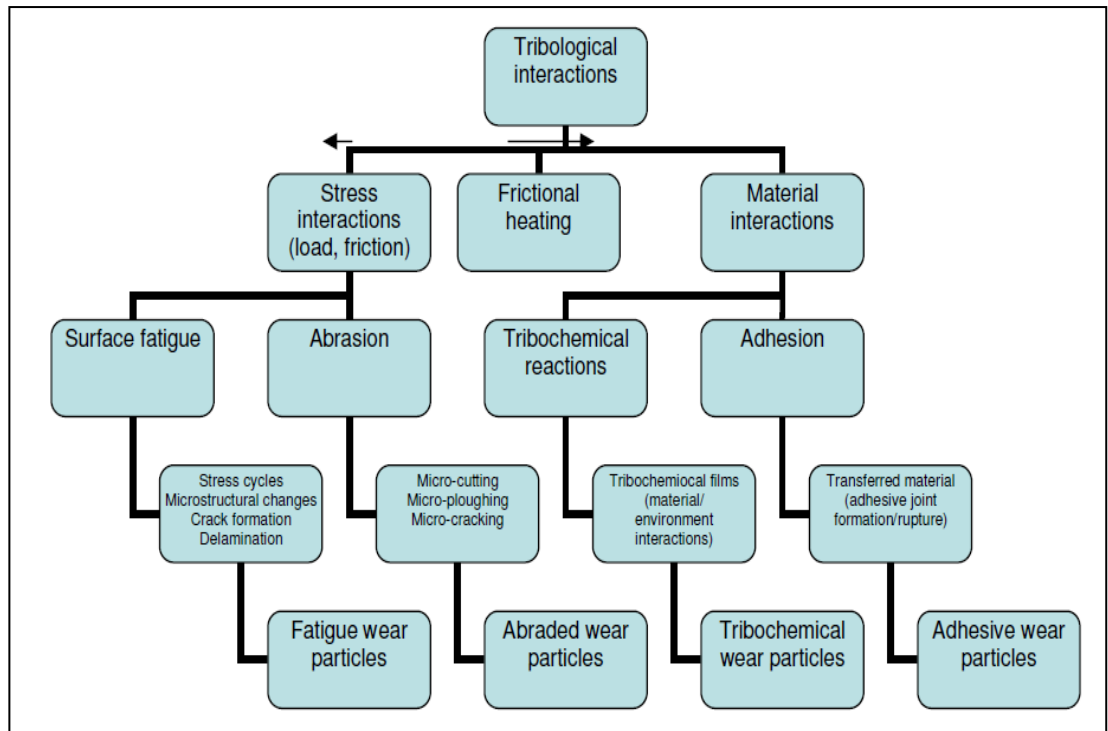 Tribological
interactions
Stress
interactions
(load, friction)
Frictional
heating
Material
interactions
Surface fatigue
Abrasion
Tribochemical
reactions
Adhesion
Stress cycles
Microstructural changes
Crack formation
Delamination
Micro-cutting
Micro-ploughing
Micro-cracking
Tribochemiocal films
(material/
environment
interactions)
Transferred material
(adhesive joint
formation/rupture)
Fatigue wear
particles
Abraded wear
particles
Tribochemical
wear particles
Adhesive wear
particles